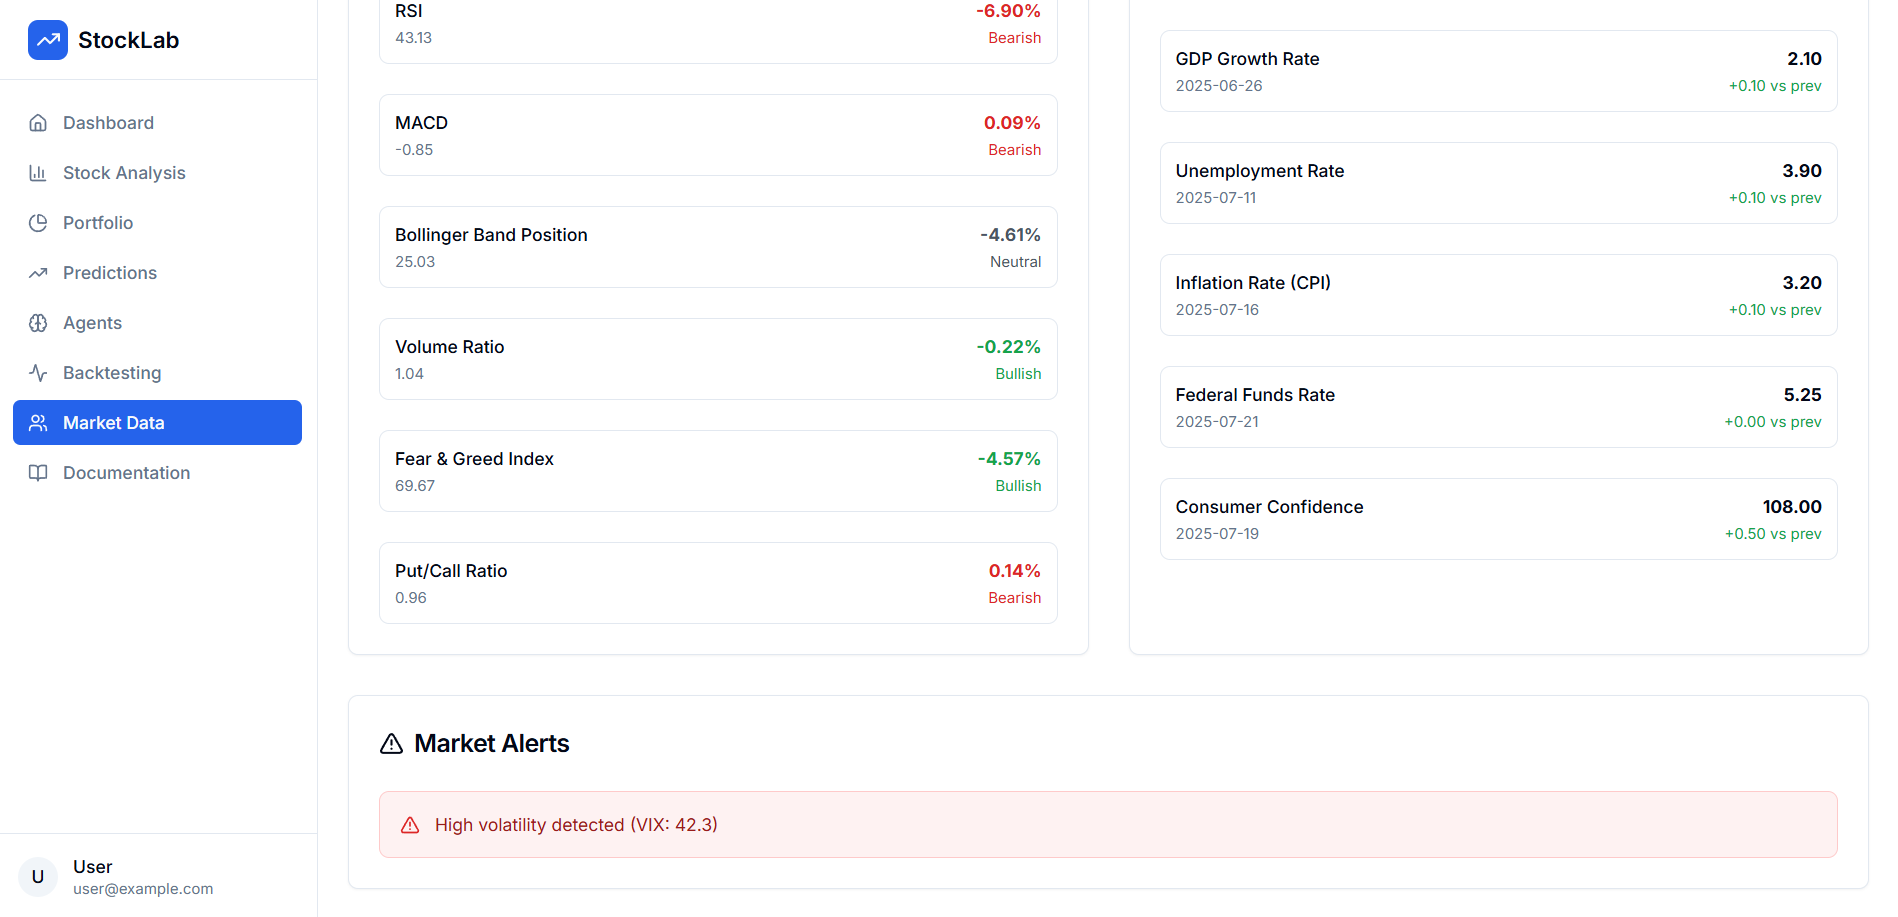 StockLab
Dashboard
Stock Analysis
Portfolio
Predictions
Agents
Backtesting
Market Data
Documentation
U
User
user@example.com
RSI
-6.90%
43.13
Bearish
MACD
0.09%
-0.85
Bearish
Bollinger Band Position
-4.61%
25.03
Neutral
Volume Ratio
-0.22%
1.04
Bullish
Fear & Greed Index
-4.57%
69.67
Bullish
Put/Call Ratio
0.14%
0.96
Bearish
GDP Growth Rate
2.10
2025-06-26
+0.10 vs prev
Unemployment Rate
3.90
2025-07-11
+0.10 vs prev
Inflation Rate (CPI)
3.20
2025-07-16
+0.10 vs prev
Federal Funds Rate
5.25
2025-07-21
+0.00 vs prev
Consumer Confidence
108.00
2025-07-19
+0.50 vs prev
Market Alerts
High volatility detected (VIX: 42.3)